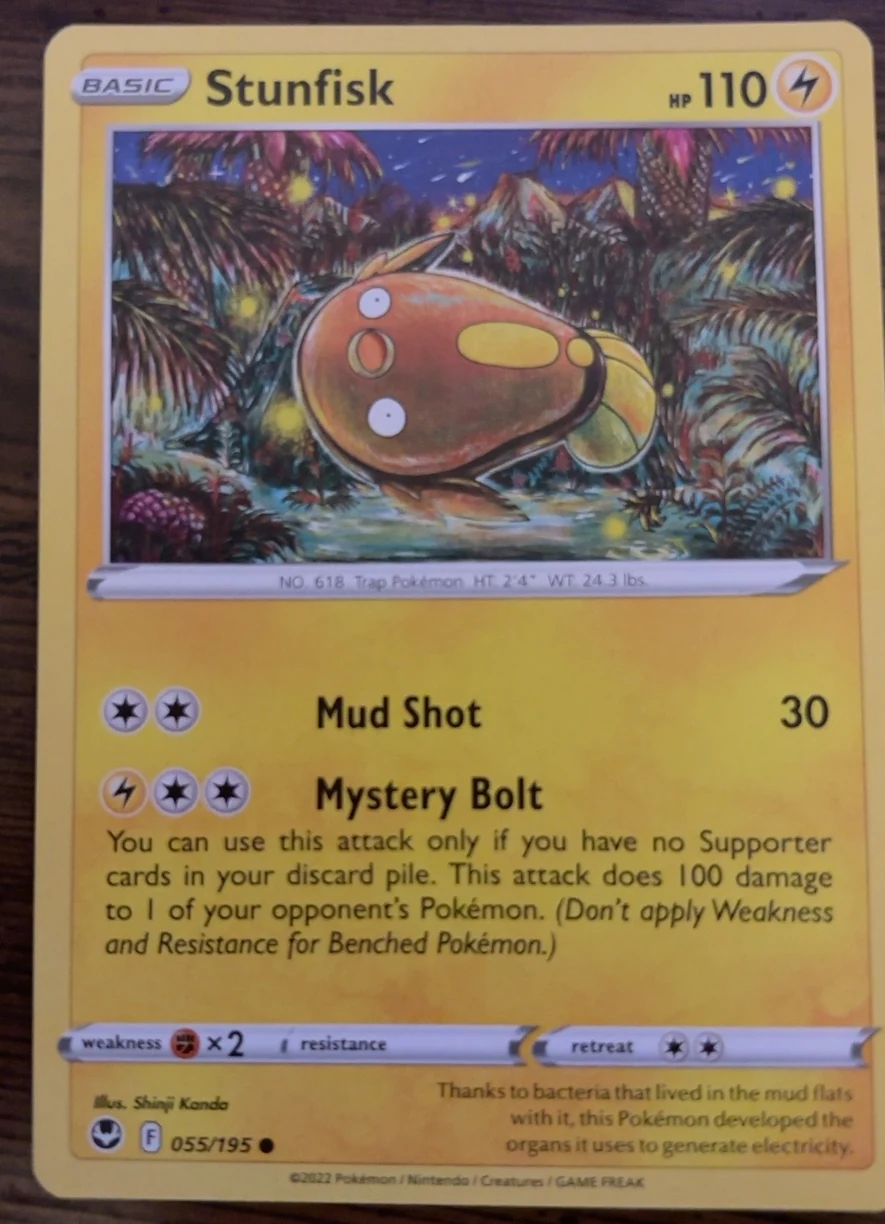 BASIC Stunfisk HP 110
NO. 618 Trap Pokémon HT: 2'4" WT: 24.3 lbs.
Mud Shot 30
Mystery Bolt
You can use this attack only if you have no Supporter
cards in your discard pile. This attack does 100 damage
to 1 of your opponent's Pokémon. (Don't apply Weakness
and Resistance for Benched Pokémon.)
weakness ×2 resistance retreat
Illus. Shinji Kanda
Thanks to bacteria that lived in the mud flats
with it, this Pokémon developed the
organs it uses to generate electricity.
F 055/195
©2022 Pokémon / Nintendo / Creatures / GAME FREAK